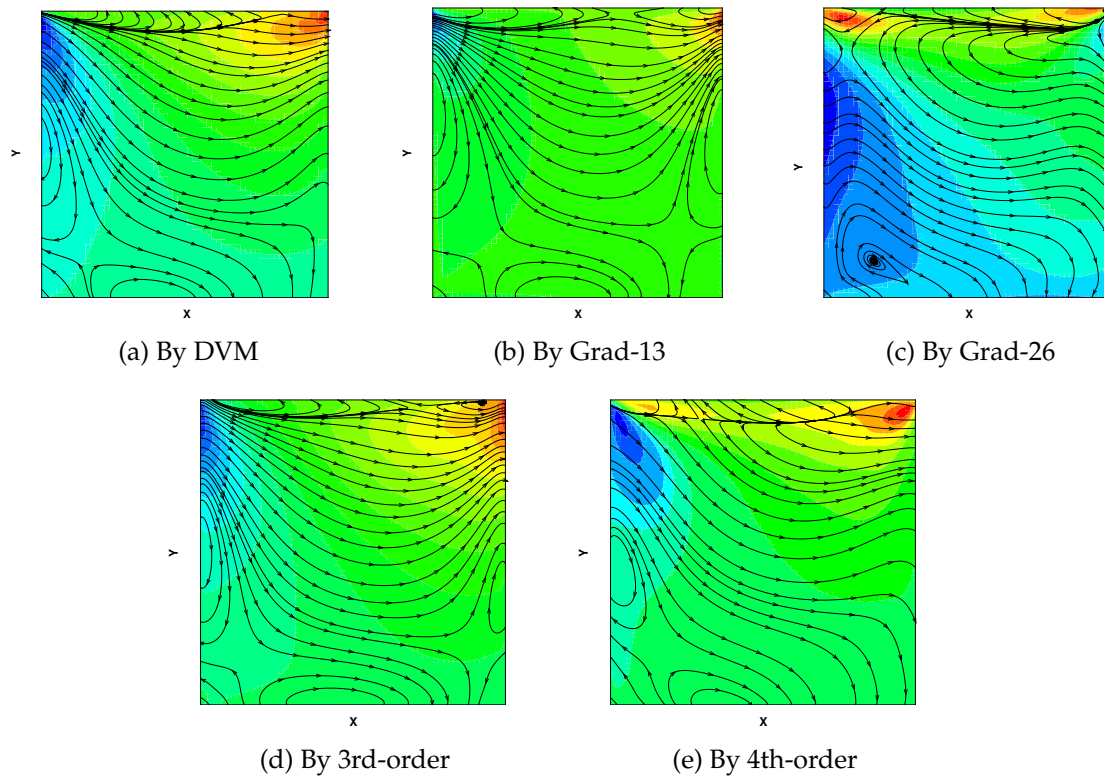 Y
X
Y
X
Y
X
(a) By DVM
(b) By Grad-13
(c) By Grad-26
Y
X
Y
X
(d) By 3rd-order
(e) By 4th-order